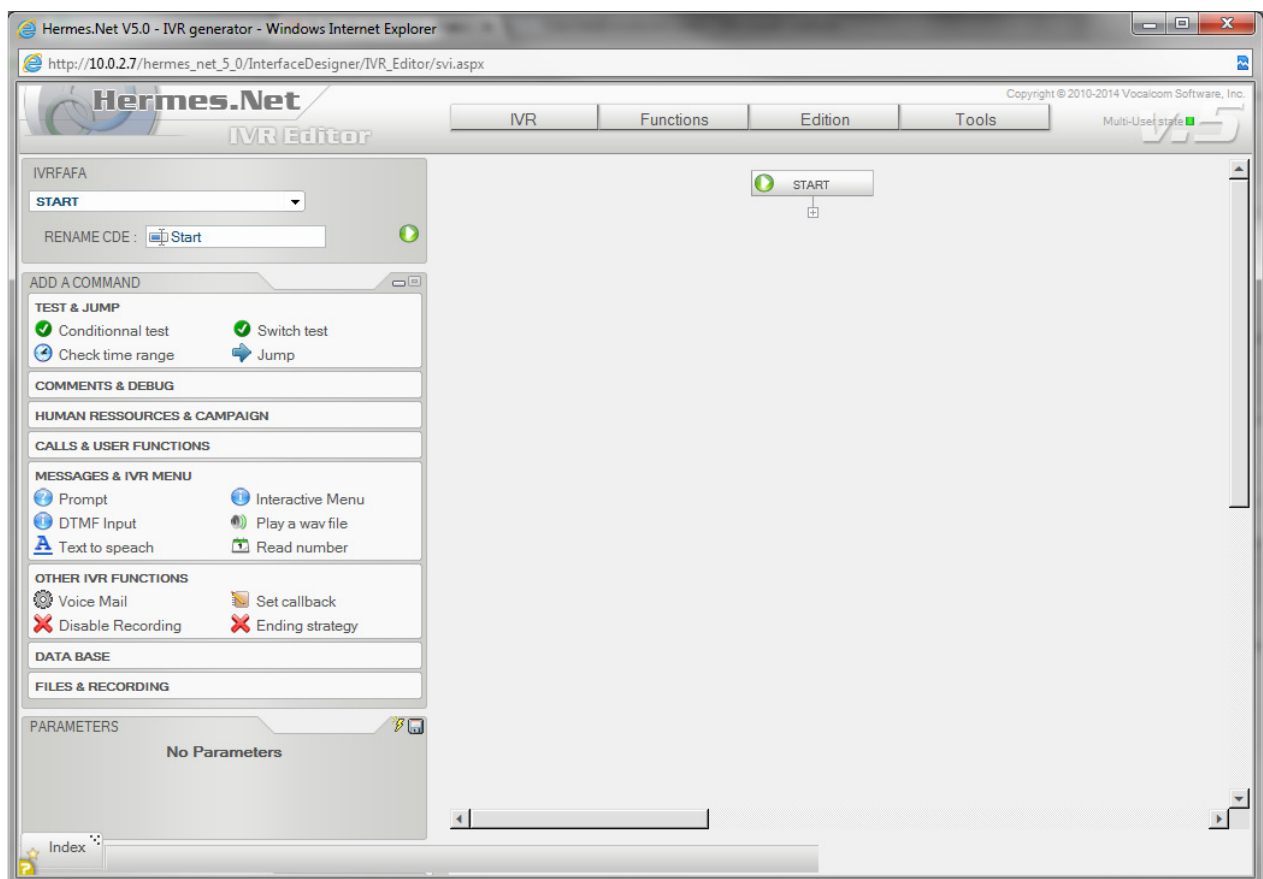 Hermes.Net V5.0 - IVR generator - Windows Internet Explorer
http://10.0.2.7/hermes_net_5_0/InterfaceDesigner/IVR_Editor/svi.aspx
Hermes.Net
IVR Editor
IVR Functions Edition Tools
Copyright © 2010-2014 Vocalcom Software, Inc.
Multi-User state
V.5
IVRFAFA
START
RENAME CDE : Start
START
ADD A COMMAND
TEST & JUMP
Conditionnal test Switch test
Check time range Jump
COMMENTS & DEBUG
HUMAN RESSOURCES & CAMPAIGN
CALLS & USER FUNCTIONS
MESSAGES & IVR MENU
Prompt Interactive Menu
DTMF Input Play a wav file
Text to speach Read number
OTHER IVR FUNCTIONS
Voice Mail Set callback
Disable Recording Ending strategy
DATA BASE
FILES & RECORDING
PARAMETERS
No Parameters
Index